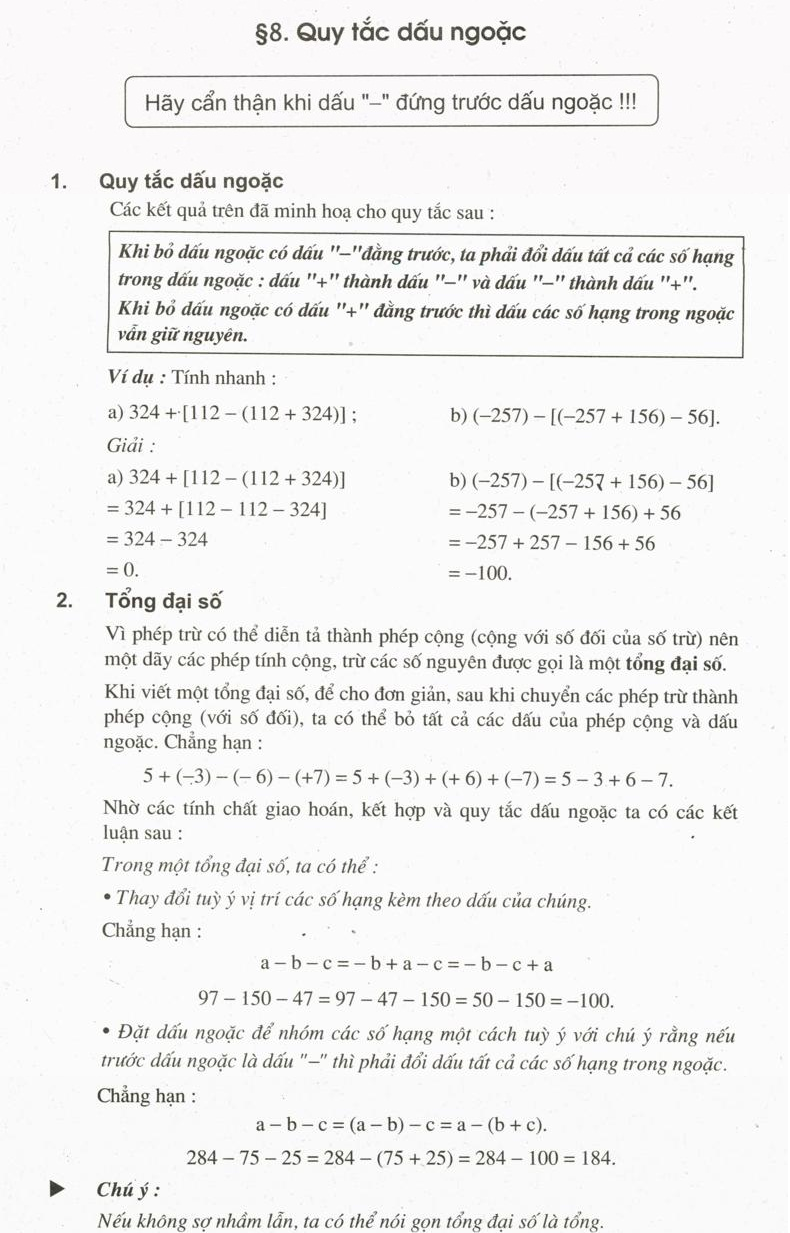 §8. Quy tắc dấu ngoặc
Hãy cẩn thận khi dấu "–" đứng trước dấu ngoặc !!!
1. Quy tắc dấu ngoặc
Các kết quả trên đã minh hoạ cho quy tắc sau :
Khi bỏ dấu ngoặc có dấu "–"đằng trước, ta phải đổi dấu tất cả các số hạng
trong dấu ngoặc : dấu "+" thành dấu "–" và dấu "–" thành dấu "+".
Khi bỏ dấu ngoặc có dấu "+" đằng trước thì dấu các số hạng trong ngoặc
vẫn giữ nguyên.
Ví dụ : Tính nhanh :
a) 324 + [112 – (112 + 324)] ; b) (–257) – [(–257 + 156) – 56].
Giải :
a) 324 + [112 – (112 + 324)] b) (–257) – [(–257 + 156) – 56]
= 324 + [112 – 112 – 324] = –257 – (–257 + 156) + 56
= 324 – 324 = –257 + 257 – 156 + 56
= 0. = –100.
2. Tổng đại số
Vì phép trừ có thể diễn tả thành phép cộng (cộng với số đối của số trừ) nên
một dãy các phép tính cộng, trừ các số nguyên được gọi là một tổng đại số.
Khi viết một tổng đại số, để cho đơn giản, sau khi chuyển các phép trừ thành
phép cộng (với số đối), ta có thể bỏ tất cả các dấu của phép cộng và dấu
ngoặc. Chẳng hạn :
5 + (–3) – (– 6) – (+7) = 5 + (–3) + (+ 6) + (–7) = 5 – 3 + 6 – 7.
Nhờ các tính chất giao hoán, kết hợp và quy tắc dấu ngoặc ta có các kết
luận sau :
Trong một tổng đại số, ta có thể :
• Thay đổi tuỳ ý vị trí các số hạng kèm theo dấu của chúng.
Chẳng hạn :
a – b – c = – b + a – c = – b – c + a
97 – 150 – 47 = 97 – 47 – 150 = 50 – 150 = –100.
• Đặt dấu ngoặc để nhóm các số hạng một cách tuỳ ý với chú ý rằng nếu
trước dấu ngoặc là dấu "–" thì phải đổi dấu tất cả các số hạng trong ngoặc.
Chẳng hạn :
a – b – c = (a – b) – c = a – (b + c).
284 – 75 – 25 = 284 – (75 + 25) = 284 – 100 = 184.
▶ Chú ý :
Nếu không sợ nhầm lẫn, ta có thể nói gọn tổng đại số là tổng.